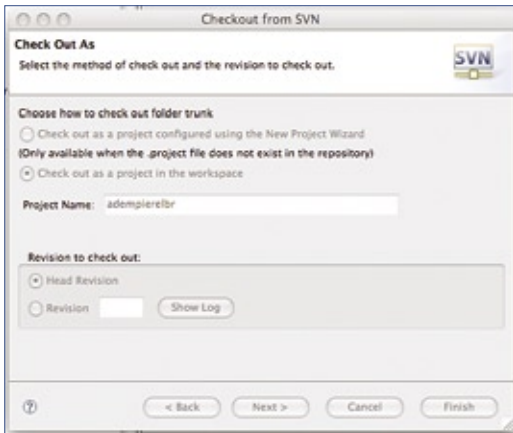 Checkout from SVN
Check Out As
Select the method of check out and the revision to check out.
SVN
Choose how to check out folder trunk
Check out as a project configured using the New Project Wizard
(Only available when the .project file does not exist in the repository)
Check out as a project in the workspace
Project Name: adempierelbr
Revision to check out:
Head Revision
Revision Show Log
?
< Back Next > Cancel Finish